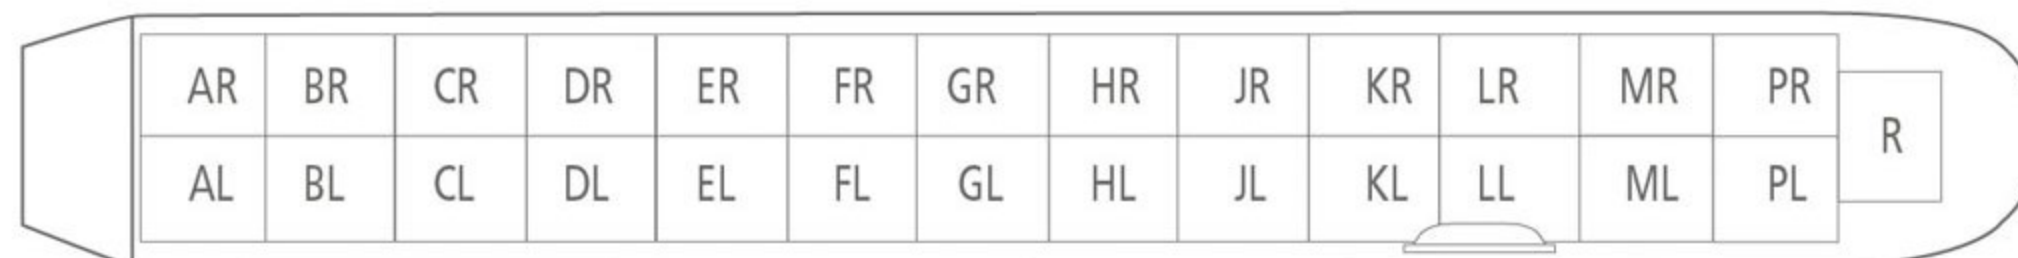 AR BR CR DR ER FR GR HR JR KR LR MR PR
R
AL BL CL DL EL FL GL HL JL KL LL ML PL